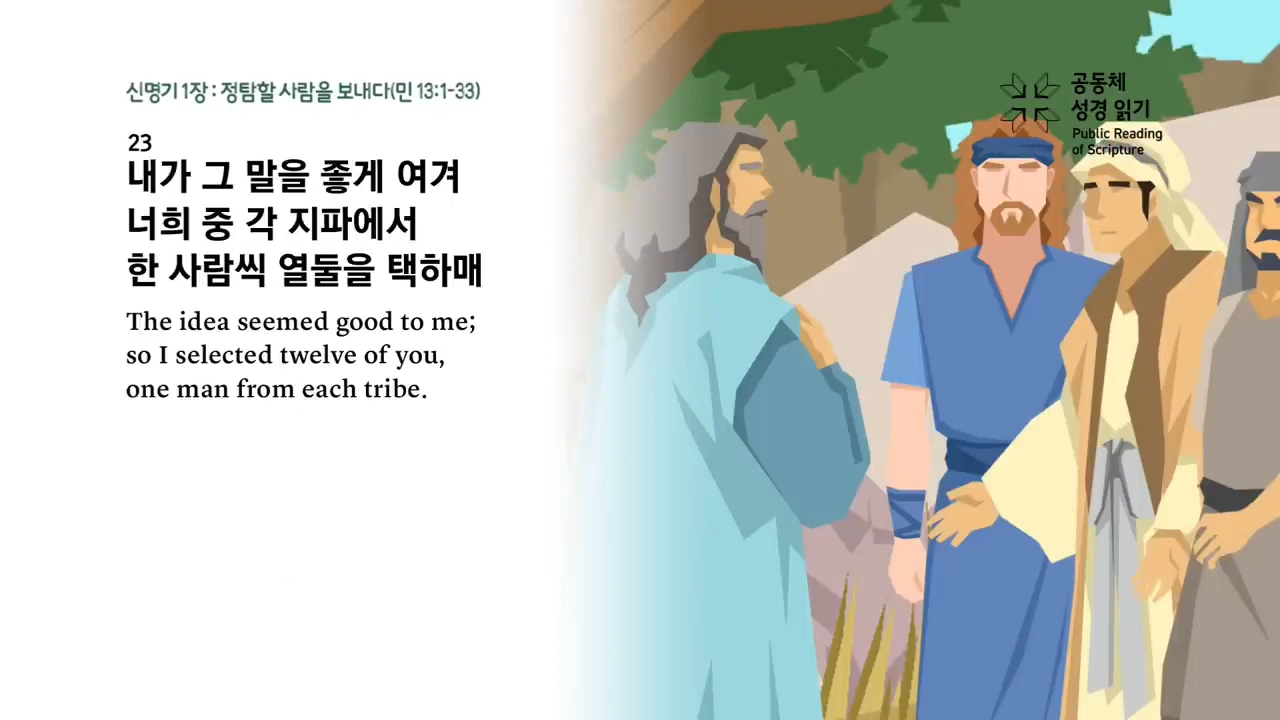 신명기 1장 : 정탐할 사람을 보내다(민 13:1-33)
23
내가 그 말을 좋게 여겨
너희 중 각 지파에서
한 사람씩 열둘을 택하매
The idea seemed good to me;
so I selected twelve of you,
one man from each tribe.
공동체
성경 읽기
Public Reading
of Scripture